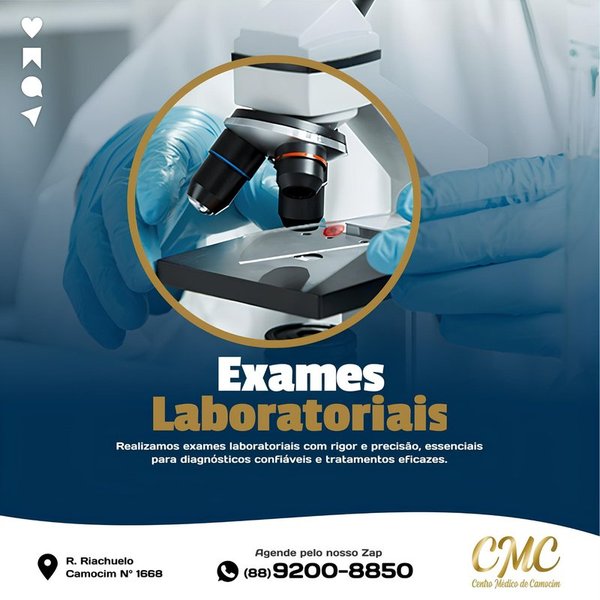 Exames
Laboratoriais
Realizamos exames laboratoriais com rigor e precisão, essenciais
para diagnósticos confiáveis e tratamentos eficazes.
R. Riachuelo
Camocim N° 1668
Agende pelo nosso Zap
(88)9200-8850
CMC
Centro Médico de Camocim